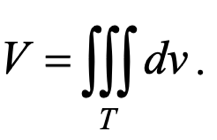 V = ∭_T dv.